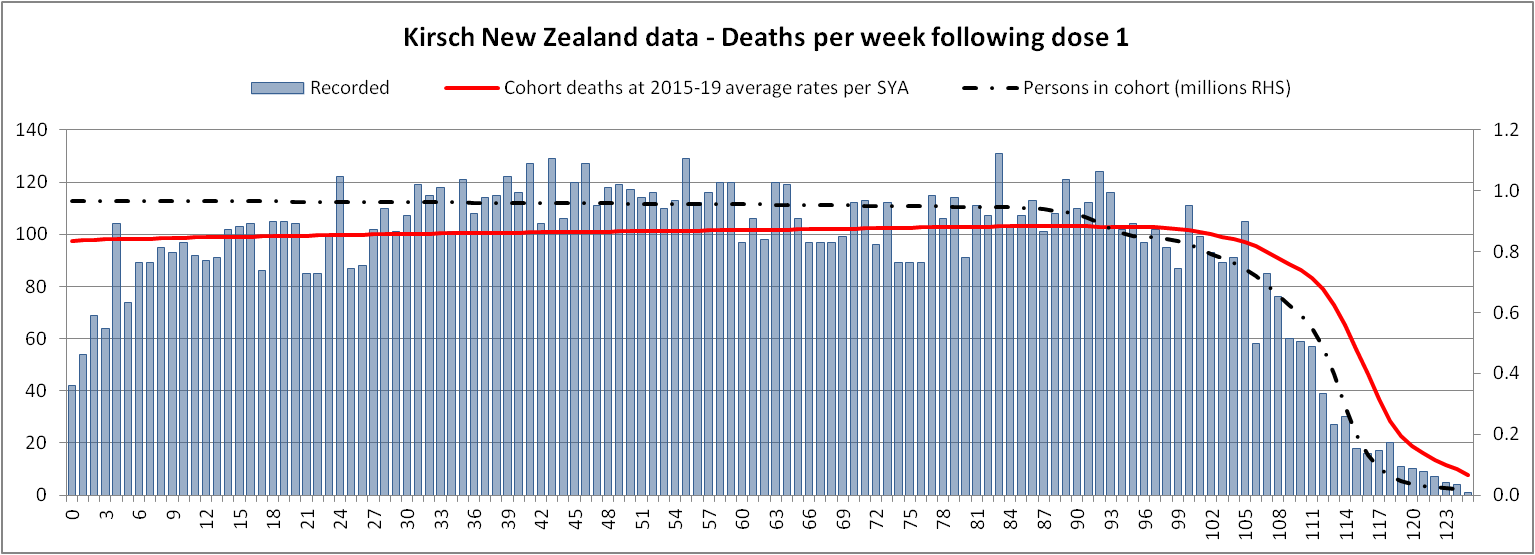 Kirsch New Zealand data - Deaths per week following dose 1
Recorded Cohort deaths at 2015-19 average rates per SYA Persons in cohort (millions RHS)
140 1.2
120 1.0
100 0.8
80
60 0.6
40 0.4
20 0.2
0 0.0
0 3 6 9 12 15 18 21 24 27 30 33 36 39 42 45 48 51 54 57 60 63 66 69 72 75 78 81 84 87 90 93 96 99 102 105 108 111 114 117 120 123